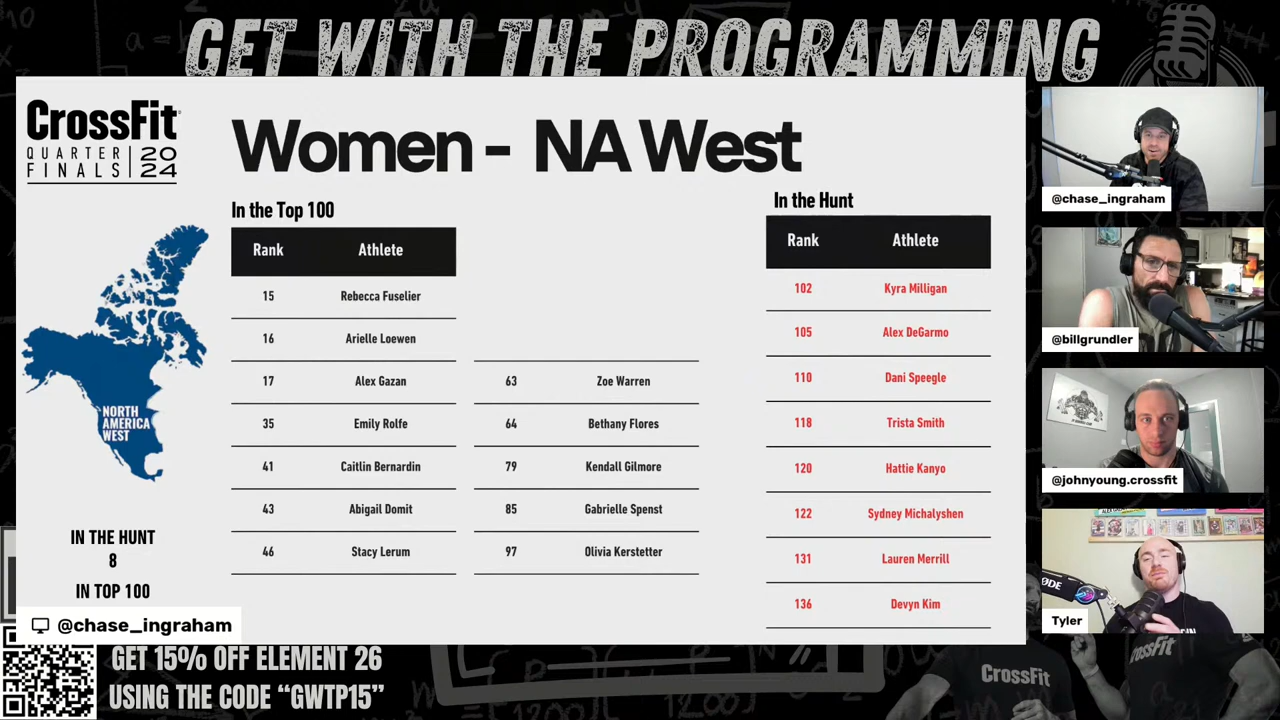 GET WITH THE PROGRAMMING
CrossFit
QUARTER FINALS 2024
Women - NA West
In the Top 100
Rank Athlete
15 Rebecca Fuselier
16 Arielle Loewen
17 Alex Gazan
35 Emily Rolfe
41 Caitlin Bernardin
43 Abigail Domit
46 Stacy Lerum
63 Zoe Warren
64 Bethany Flores
79 Kendall Gilmore
85 Gabrielle Spenst
97 Olivia Kerstetter
In the Hunt
Rank Athlete
102 Kyra Milligan
105 Alex DeGarmo
110 Dani Speegle
118 Trista Smith
120 Hattie Kanyo
122 Sydney Michalyshen
131 Lauren Merrill
136 Devyn Kim
NORTH
AMERICA
WEST
IN THE HUNT
8
IN TOP 100
@chase_ingraham
@chase_ingraham
@billgrundler
@johnyoung.crossfit
Tyler
GET 15% OFF ELEMENT 26
USING THE CODE “GWTP15”
CrossFit
CrossFit